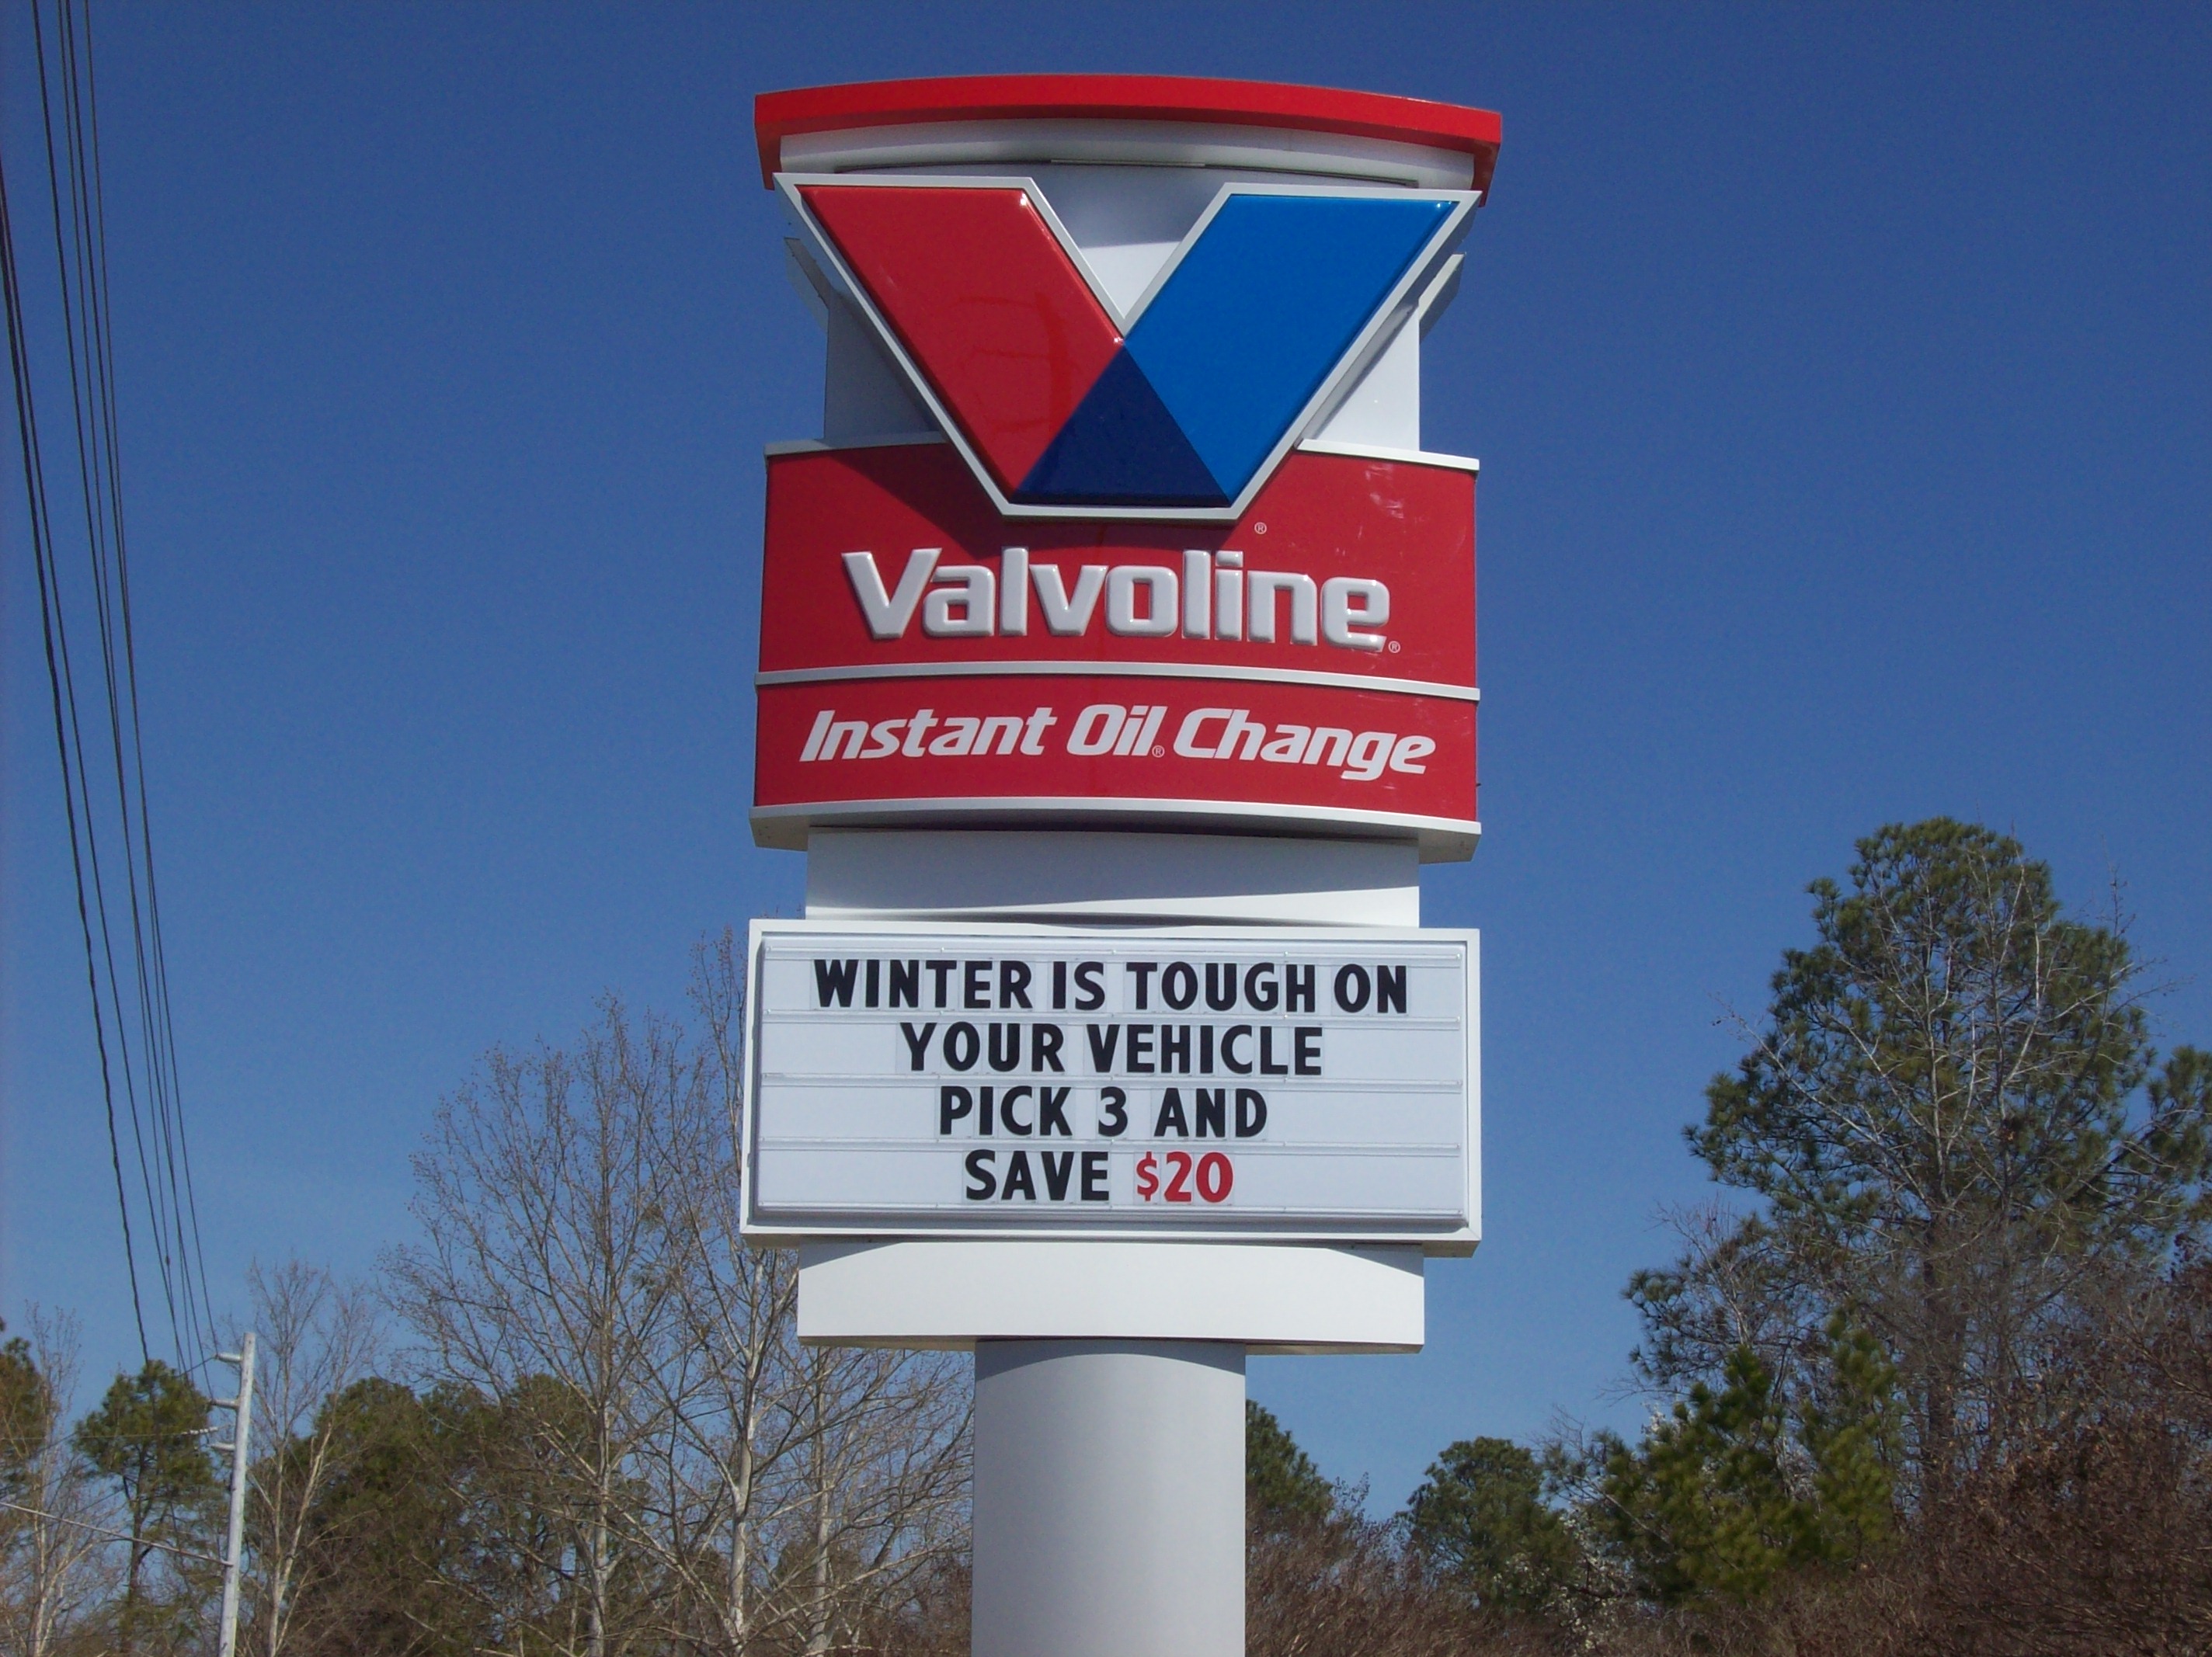 Valvoline®
Instant Oil® Change
WINTER IS TOUGH ON
YOUR VEHICLE
PICK 3 AND
SAVE $20